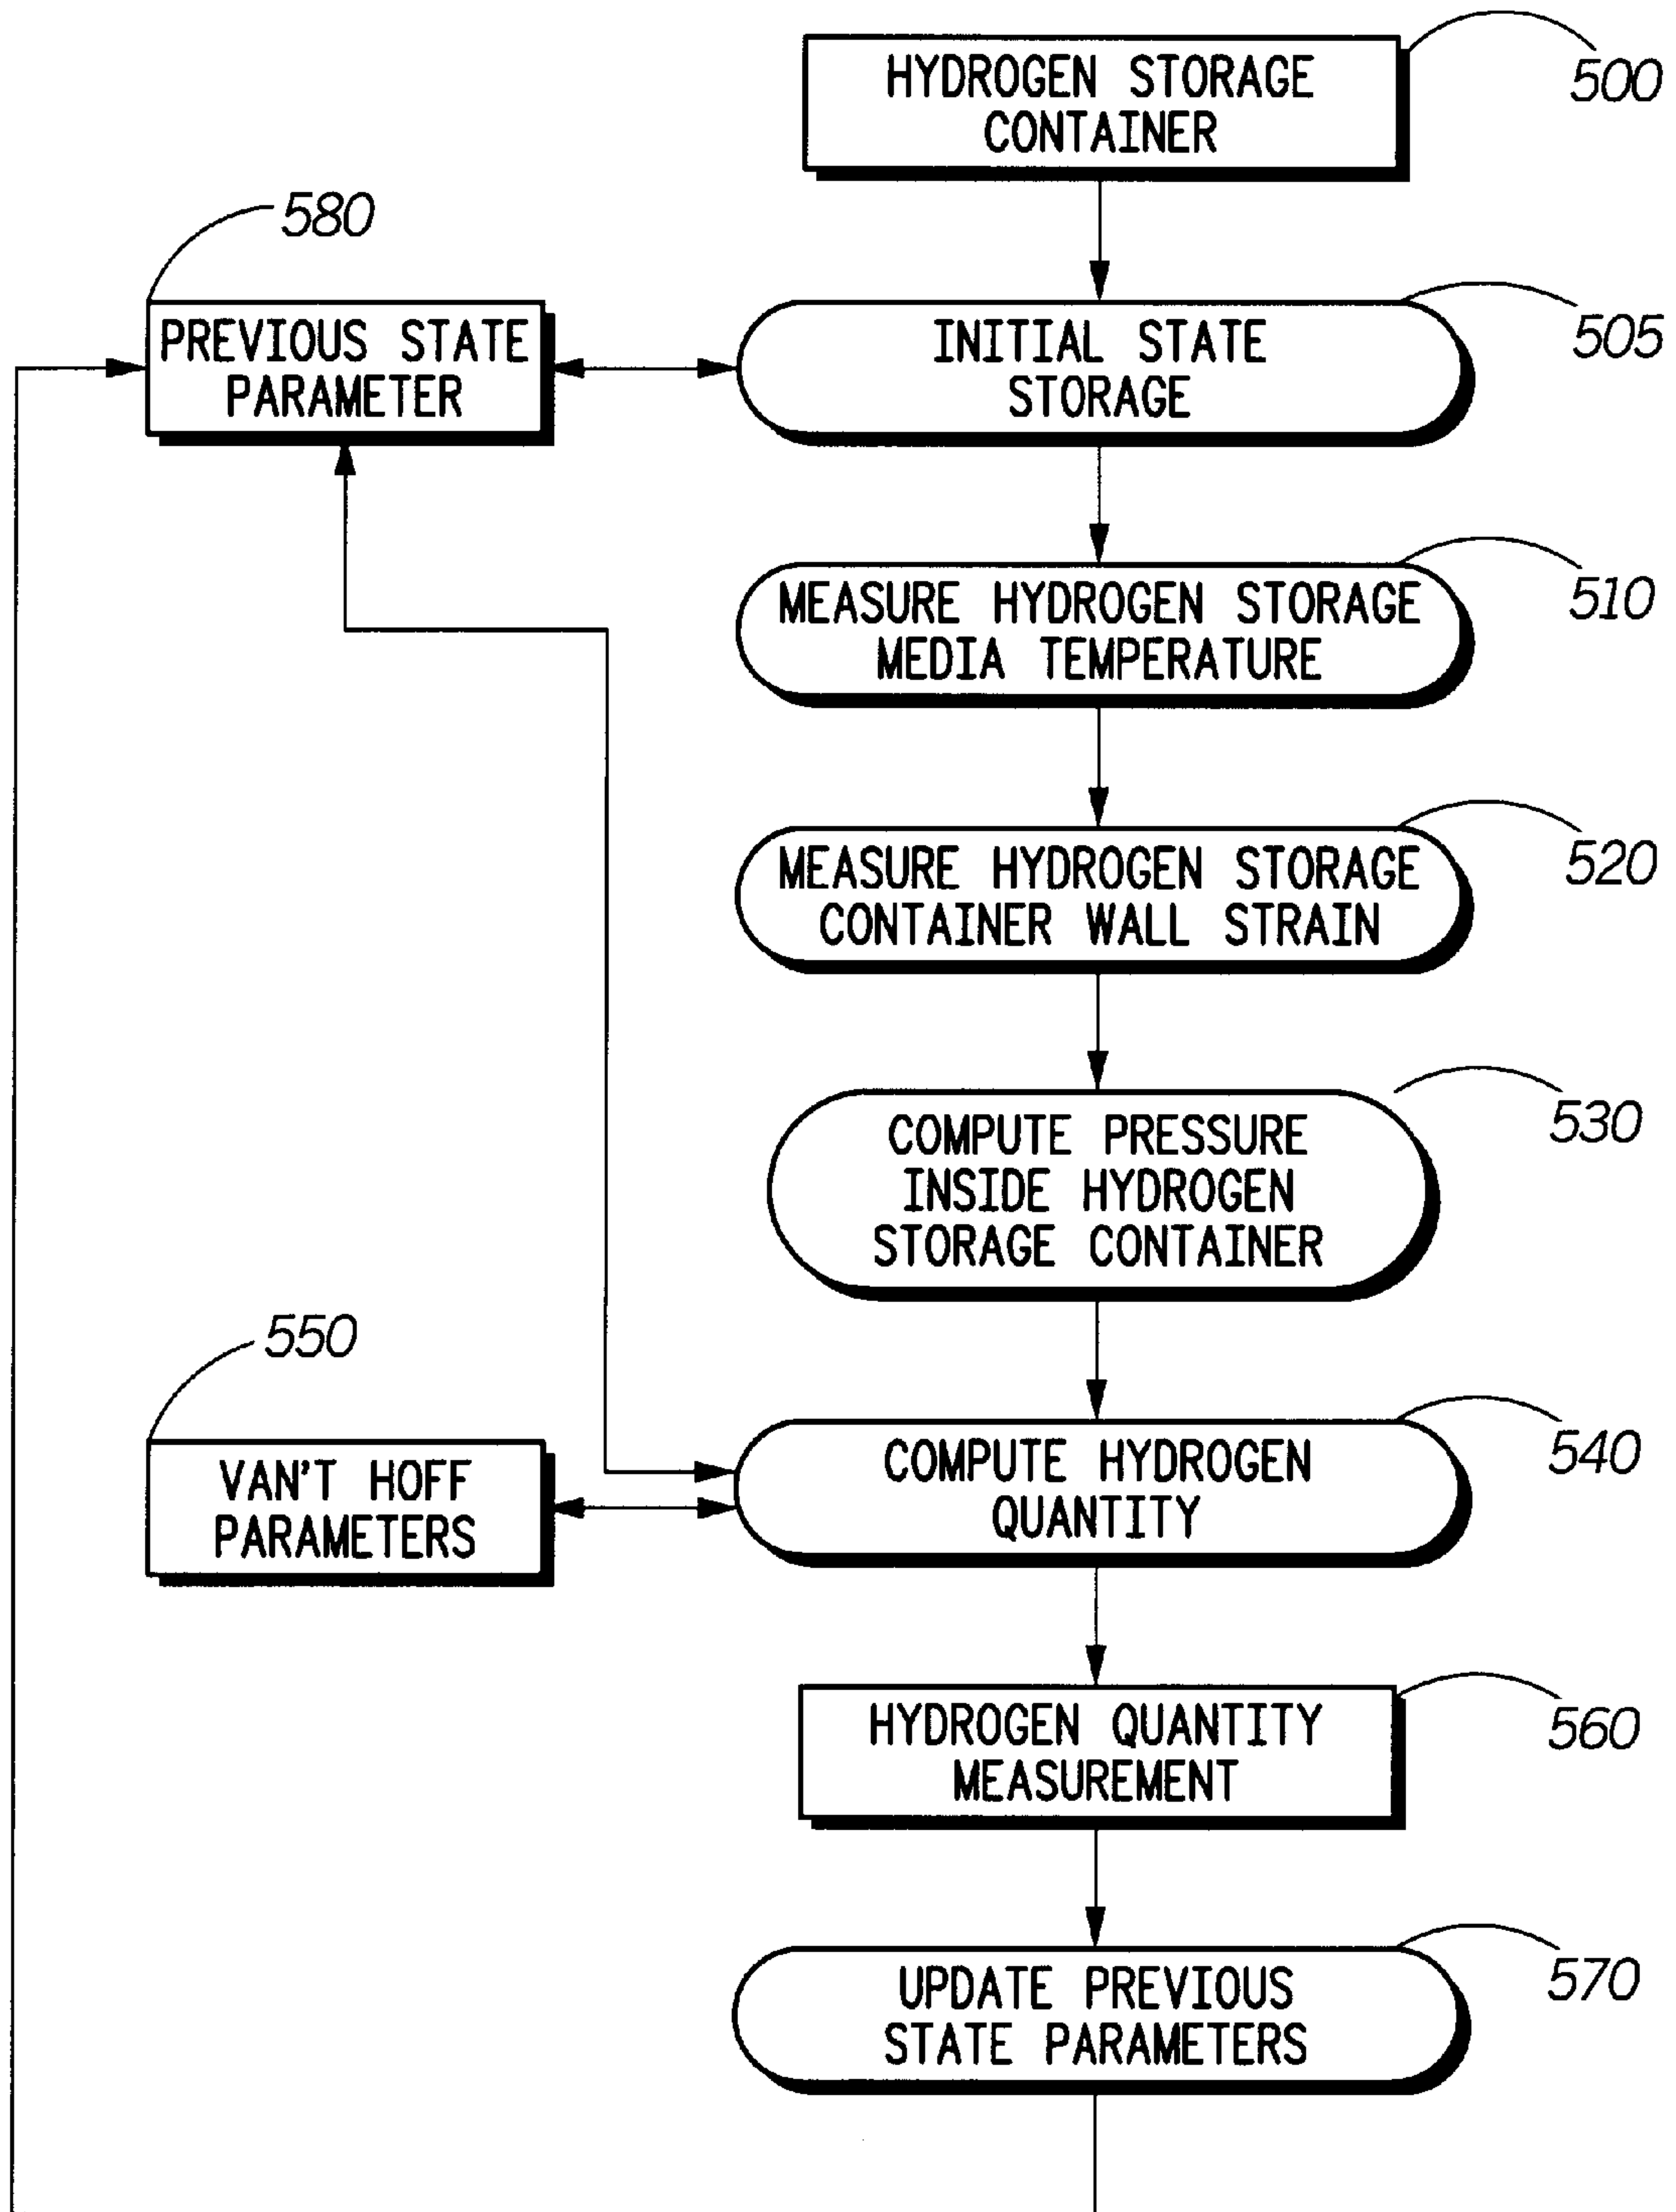 HYDROGEN STORAGE
CONTAINER
500
580
PREVIOUS STATE
PARAMETER
INITIAL STATE
STORAGE
505
MEASURE HYDROGEN STORAGE
MEDIA TEMPERATURE
510
MEASURE HYDROGEN STORAGE
CONTAINER WALL STRAIN
520
COMPUTE PRESSURE
INSIDE HYDROGEN
STORAGE CONTAINER
530
550
VAN'T HOFF
PARAMETERS
COMPUTE HYDROGEN
QUANTITY
540
HYDROGEN QUANTITY
MEASUREMENT
560
UPDATE PREVIOUS
STATE PARAMETERS
570